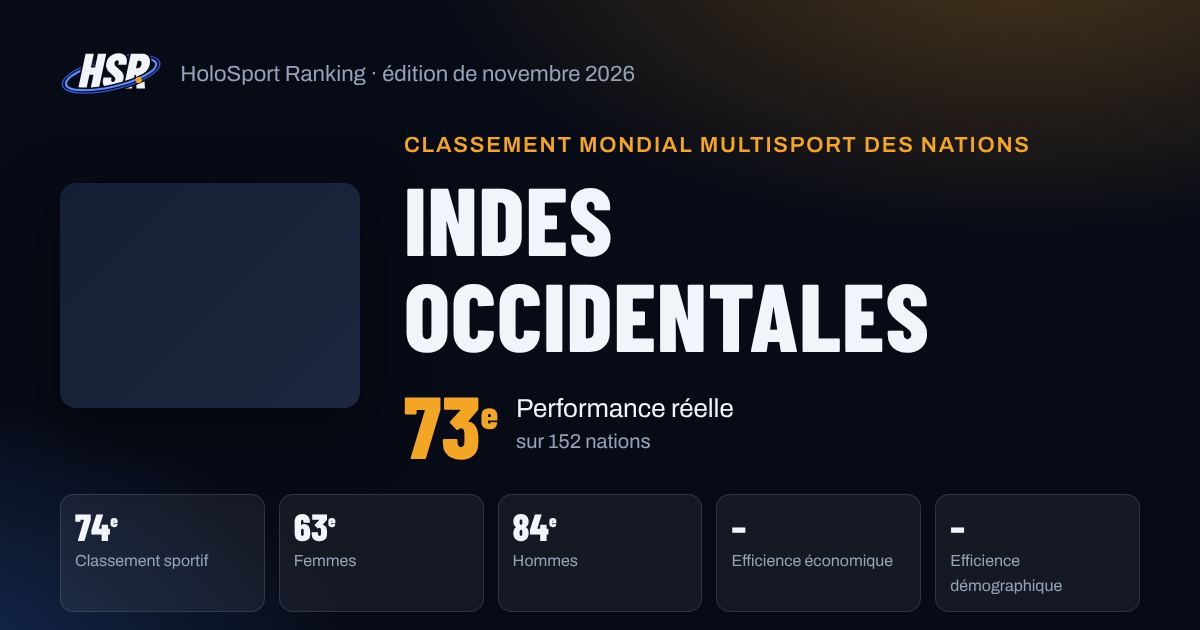 HSR HoloSport Ranking · édition de novembre 2026
CLASSEMENT MONDIAL MULTISPORT DES NATIONS
INDES
OCCIDENTALES
73e Performance réelle
sur 152 nations
74e
Classement sportif
63e
Femmes
84e
Hommes
–
Efficience économique
–
Efficience
démographique